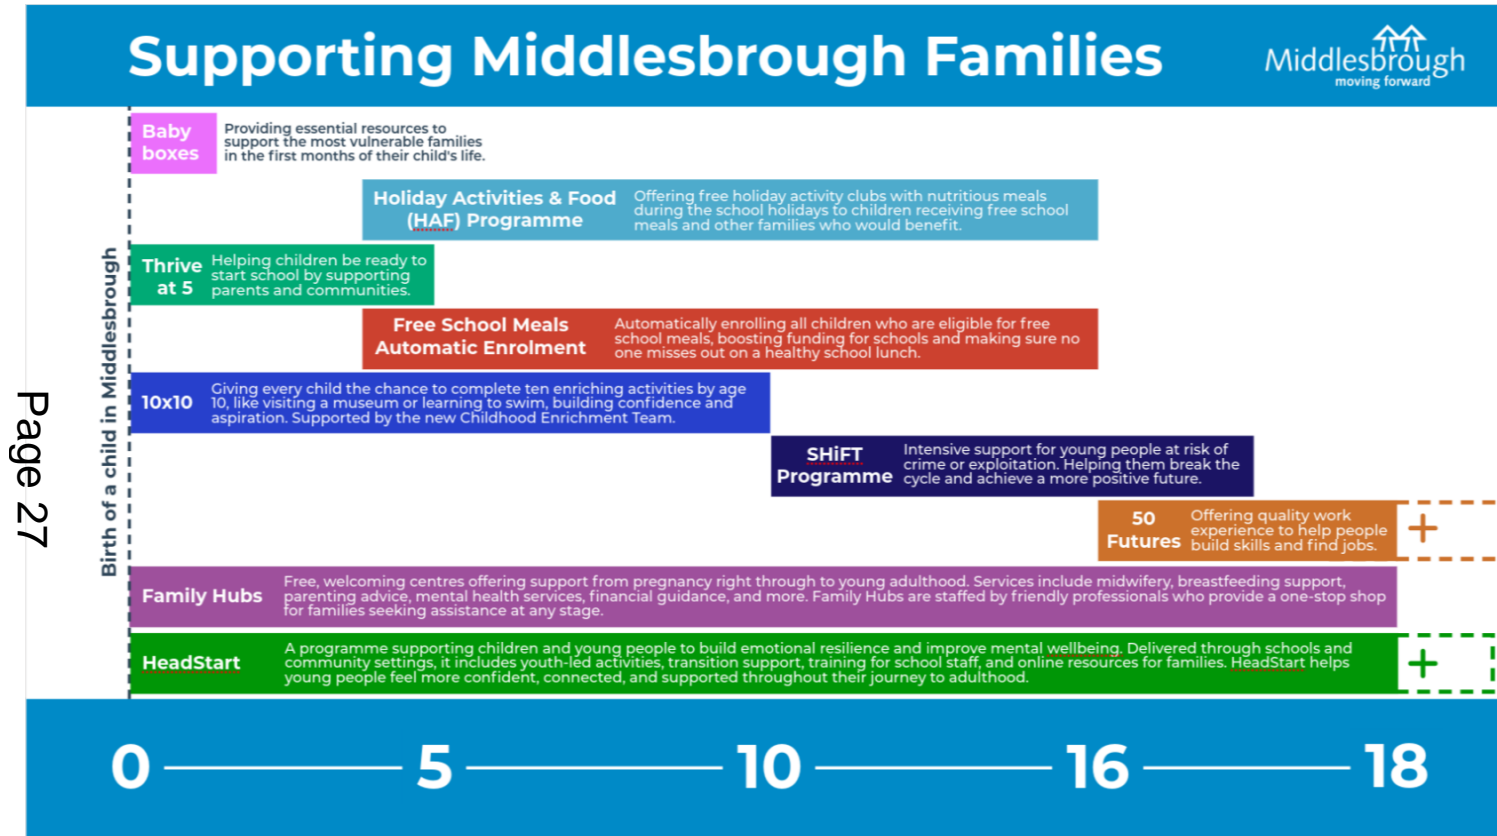 Supporting Middlesbrough Families
Middlesbrough
moving forward
Baby
boxes
Providing essential resources to
support the most vulnerable families
in the first months of their child's life.
Holiday Activities & Food
(HAF) Programme
Offering free holiday activity clubs with nutritious meals
during the school holidays to children receiving free school
meals and other families who would benefit.
Thrive
at 5
Helping children be ready to
start school by supporting
parents and communities.
Free School Meals
Automatic Enrolment
Automatically enrolling all children who are eligible for free
school meals, boosting funding for schools and making sure no
one misses out on a healthy school lunch.
10x10
Giving every child the chance to complete ten enriching activities by age
10, like visiting a museum or learning to swim, building confidence and
aspiration. Supported by the new Childhood Enrichment Team.
SHiFT
Programme
Intensive support for young people at risk of
crime or exploitation. Helping them break the
cycle and achieve a more positive future.
50
Futures
Offering quality work
experience to help people
build skills and find jobs.
+
Family Hubs
Free, welcoming centres offering support from pregnancy right through to young adulthood. Services include midwifery, breastfeeding support,
parenting advice, mental health services, financial guidance, and more. Family Hubs are staffed by friendly professionals who provide a one-stop shop
for families seeking assistance at any stage.
HeadStart
A programme supporting children and young people to build emotional resilience and improve mental wellbeing. Delivered through schools and
community settings, it includes youth-led activities, transition support, training for school staff, and online resources for families. HeadStart helps
young people feel more confident, connected, and supported throughout their journey to adulthood.
+
Birth of a child in Middlesbrough
0 5 10 16 18
Page 27